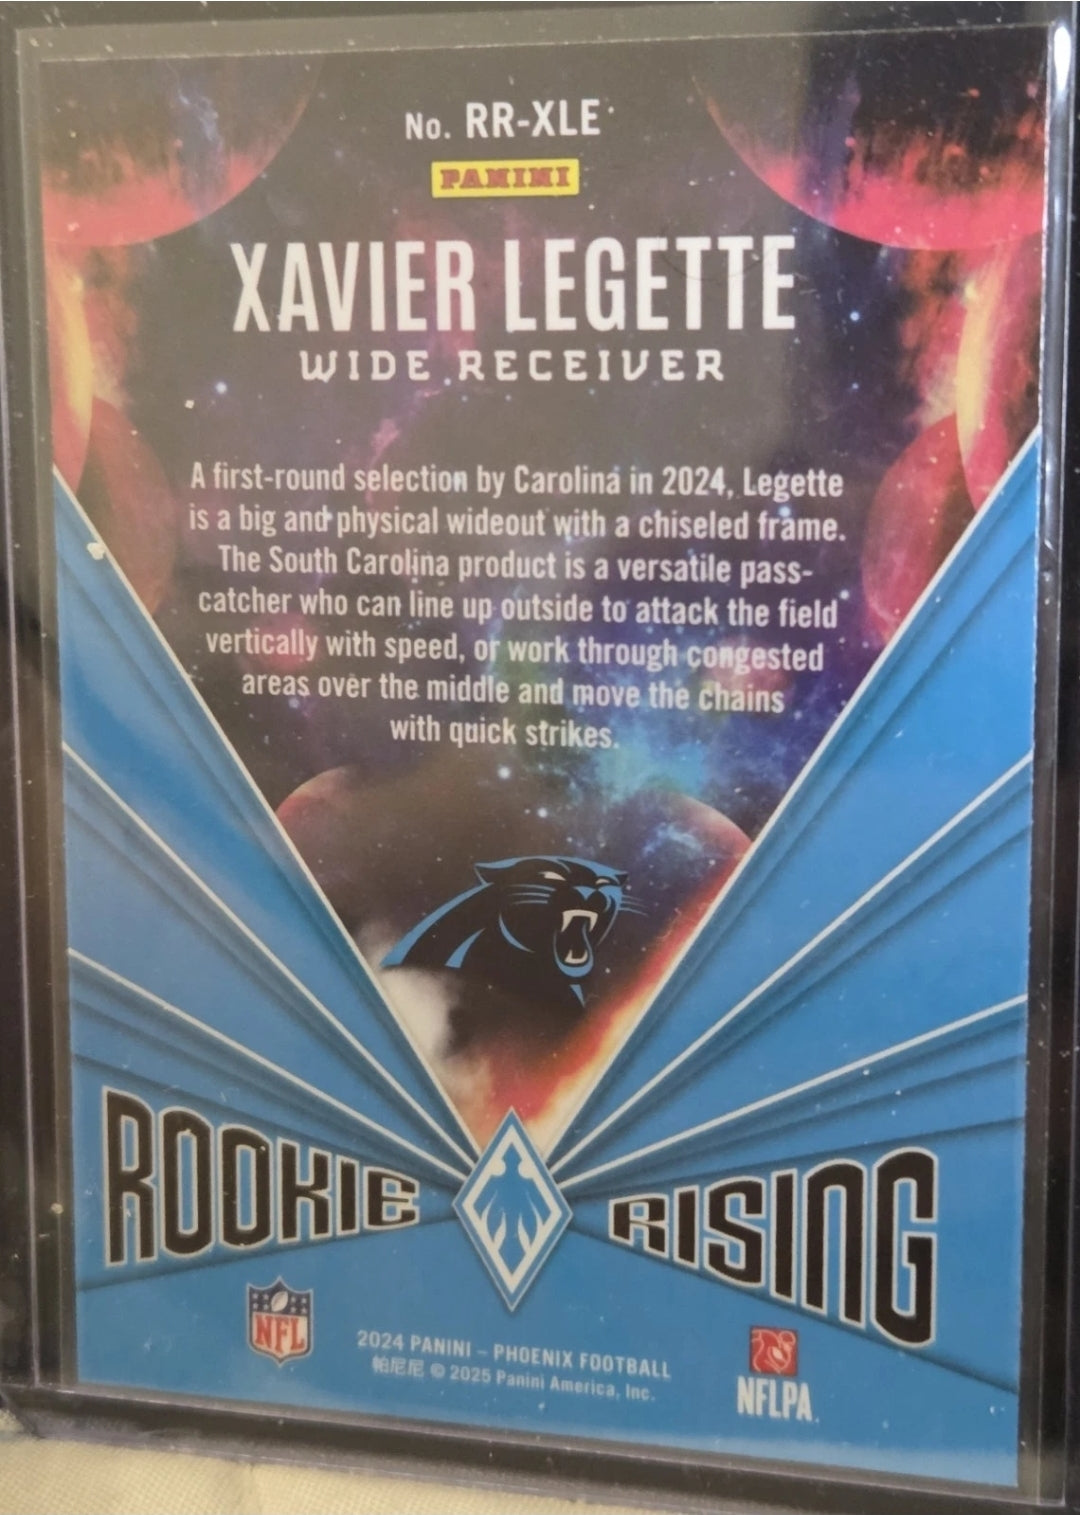 No. RR-XLE
PANINI
XAVIER LEGETTE
WIDE RECEIVER
A first-round selection by Carolina in 2024, Legette
is a big and physical wideout with a chiseled frame.
The South Carolina product is a versatile pass-
catcher who can line up outside to attack the field
vertically with speed, or work through congested
areas over the middle and move the chains
with quick strikes.
ROOKIE RISING
NFL
2024 PANINI – PHOENIX FOOTBALL
帕尼尼 © 2025 Panini America, Inc.
NFLPA